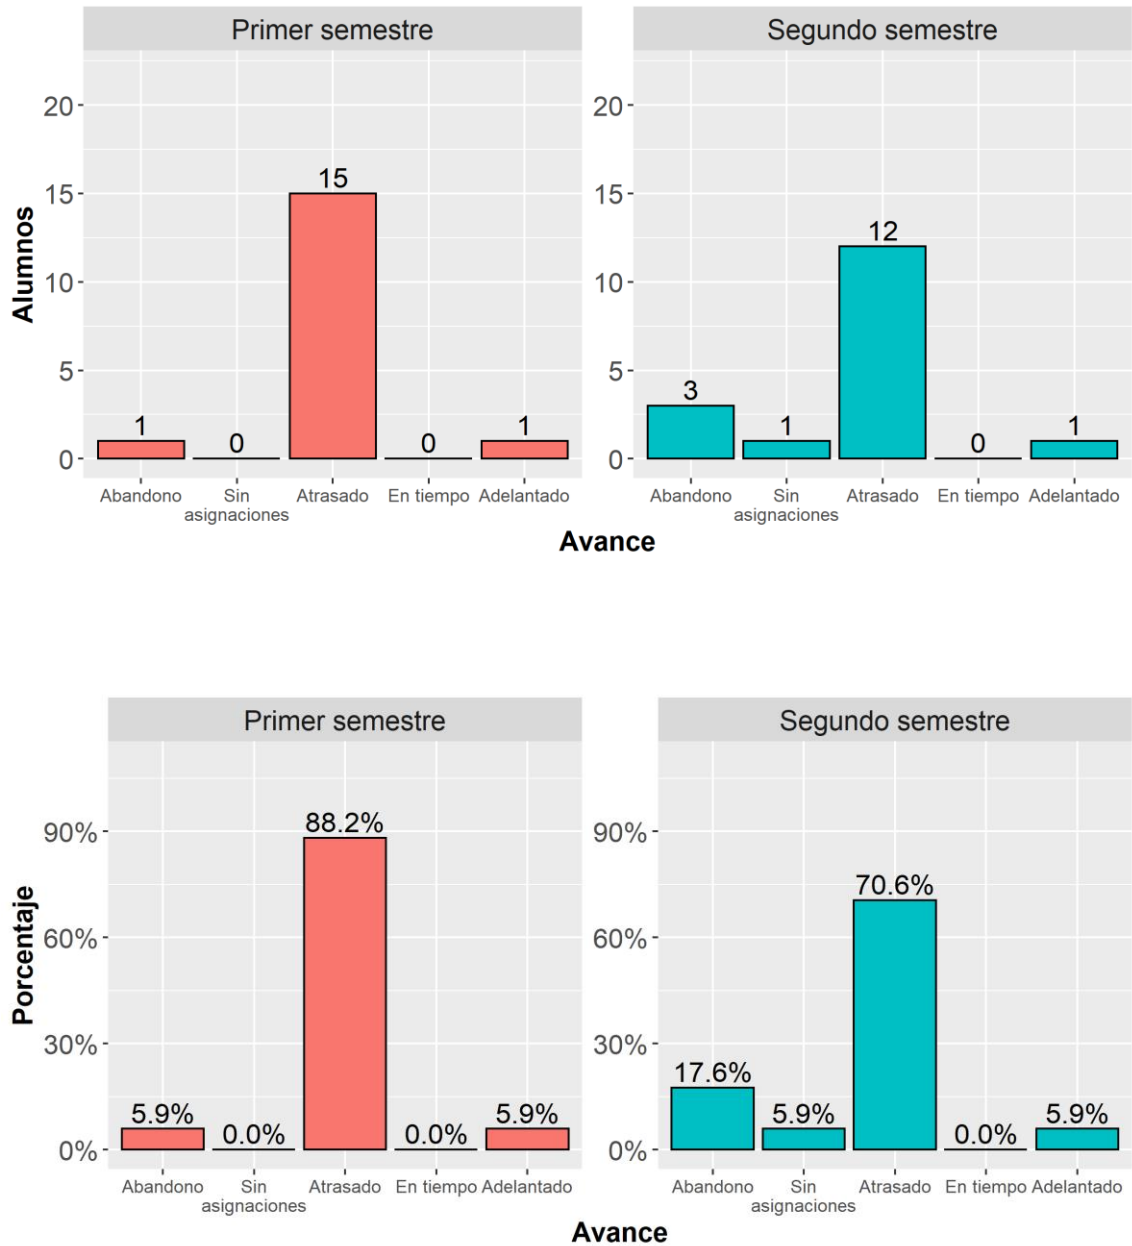 Primer semestre
Segundo semestre
Alumnos
20
15
10
5
0
1
0
15
0
1
20
15
10
5
0
3
1
12
0
1
Abandono
Sin
asignaciones
Atrasado
En tiempo
Adelantado
Abandono
Sin
asignaciones
Atrasado
En tiempo
Adelantado
Avance
Primer semestre
Segundo semestre
Porcentaje
90%
60%
30%
0%
5.9%
0.0%
88.2%
0.0%
5.9%
90%
60%
30%
0%
17.6%
5.9%
70.6%
0.0%
5.9%
Abandono
Sin
asignaciones
Atrasado
En tiempo
Adelantado
Abandono
Sin
asignaciones
Atrasado
En tiempo
Adelantado
Avance